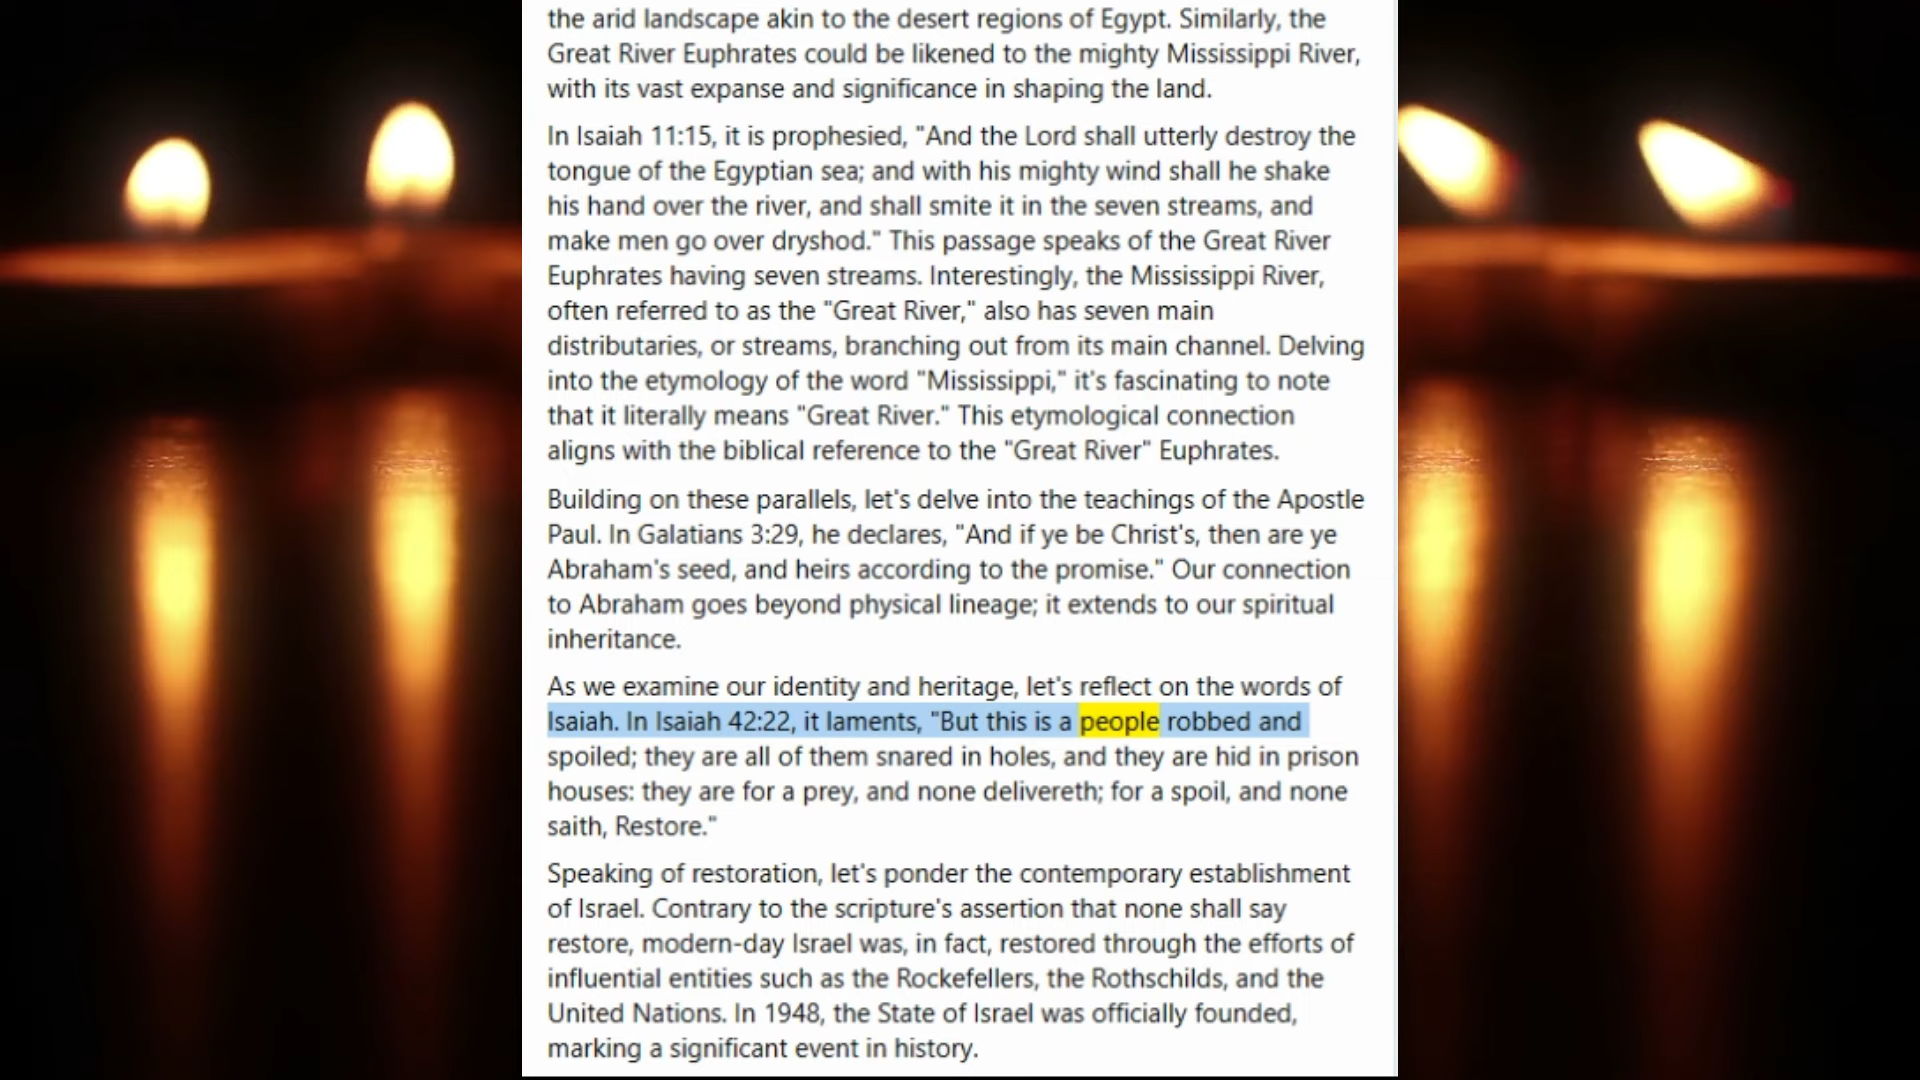 the arid landscape akin to the desert regions of Egypt. Similarly, the
Great River Euphrates could be likened to the mighty Mississippi River,
with its vast expanse and significance in shaping the land.
In Isaiah 11:15, it is prophesied, "And the Lord shall utterly destroy the
tongue of the Egyptian sea; and with his mighty wind shall he shake
his hand over the river, and shall smite it in the seven streams, and
make men go over dryshod." This passage speaks of the Great River
Euphrates having seven streams. Interestingly, the Mississippi River,
often referred to as the "Great River," also has seven main
distributaries, or streams, branching out from its main channel. Delving
into the etymology of the word "Mississippi," it's fascinating to note
that it literally means "Great River." This etymological connection
aligns with the biblical reference to the "Great River" Euphrates.
Building on these parallels, let's delve into the teachings of the Apostle
Paul. In Galatians 3:29, he declares, "And if ye be Christ's, then are ye
Abraham's seed, and heirs according to the promise." Our connection
to Abraham goes beyond physical lineage; it extends to our spiritual
inheritance.
As we examine our identity and heritage, let's reflect on the words of
Isaiah. In Isaiah 42:22, it laments, "But this is a people robbed and
spoiled; they are all of them snared in holes, and they are hid in prison
houses: they are for a prey, and none delivereth; for a spoil, and none
saith, Restore."
Speaking of restoration, let's ponder the contemporary establishment
of Israel. Contrary to the scripture's assertion that none shall say
restore, modern-day Israel was, in fact, restored through the efforts of
influential entities such as the Rockefellers, the Rothschilds, and the
United Nations. In 1948, the State of Israel was officially founded,
marking a significant event in history.